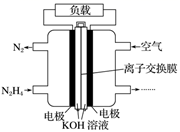 负载
N₂
空气
离子交换膜
N₂H₄
........
电极
电极
KOH 溶液